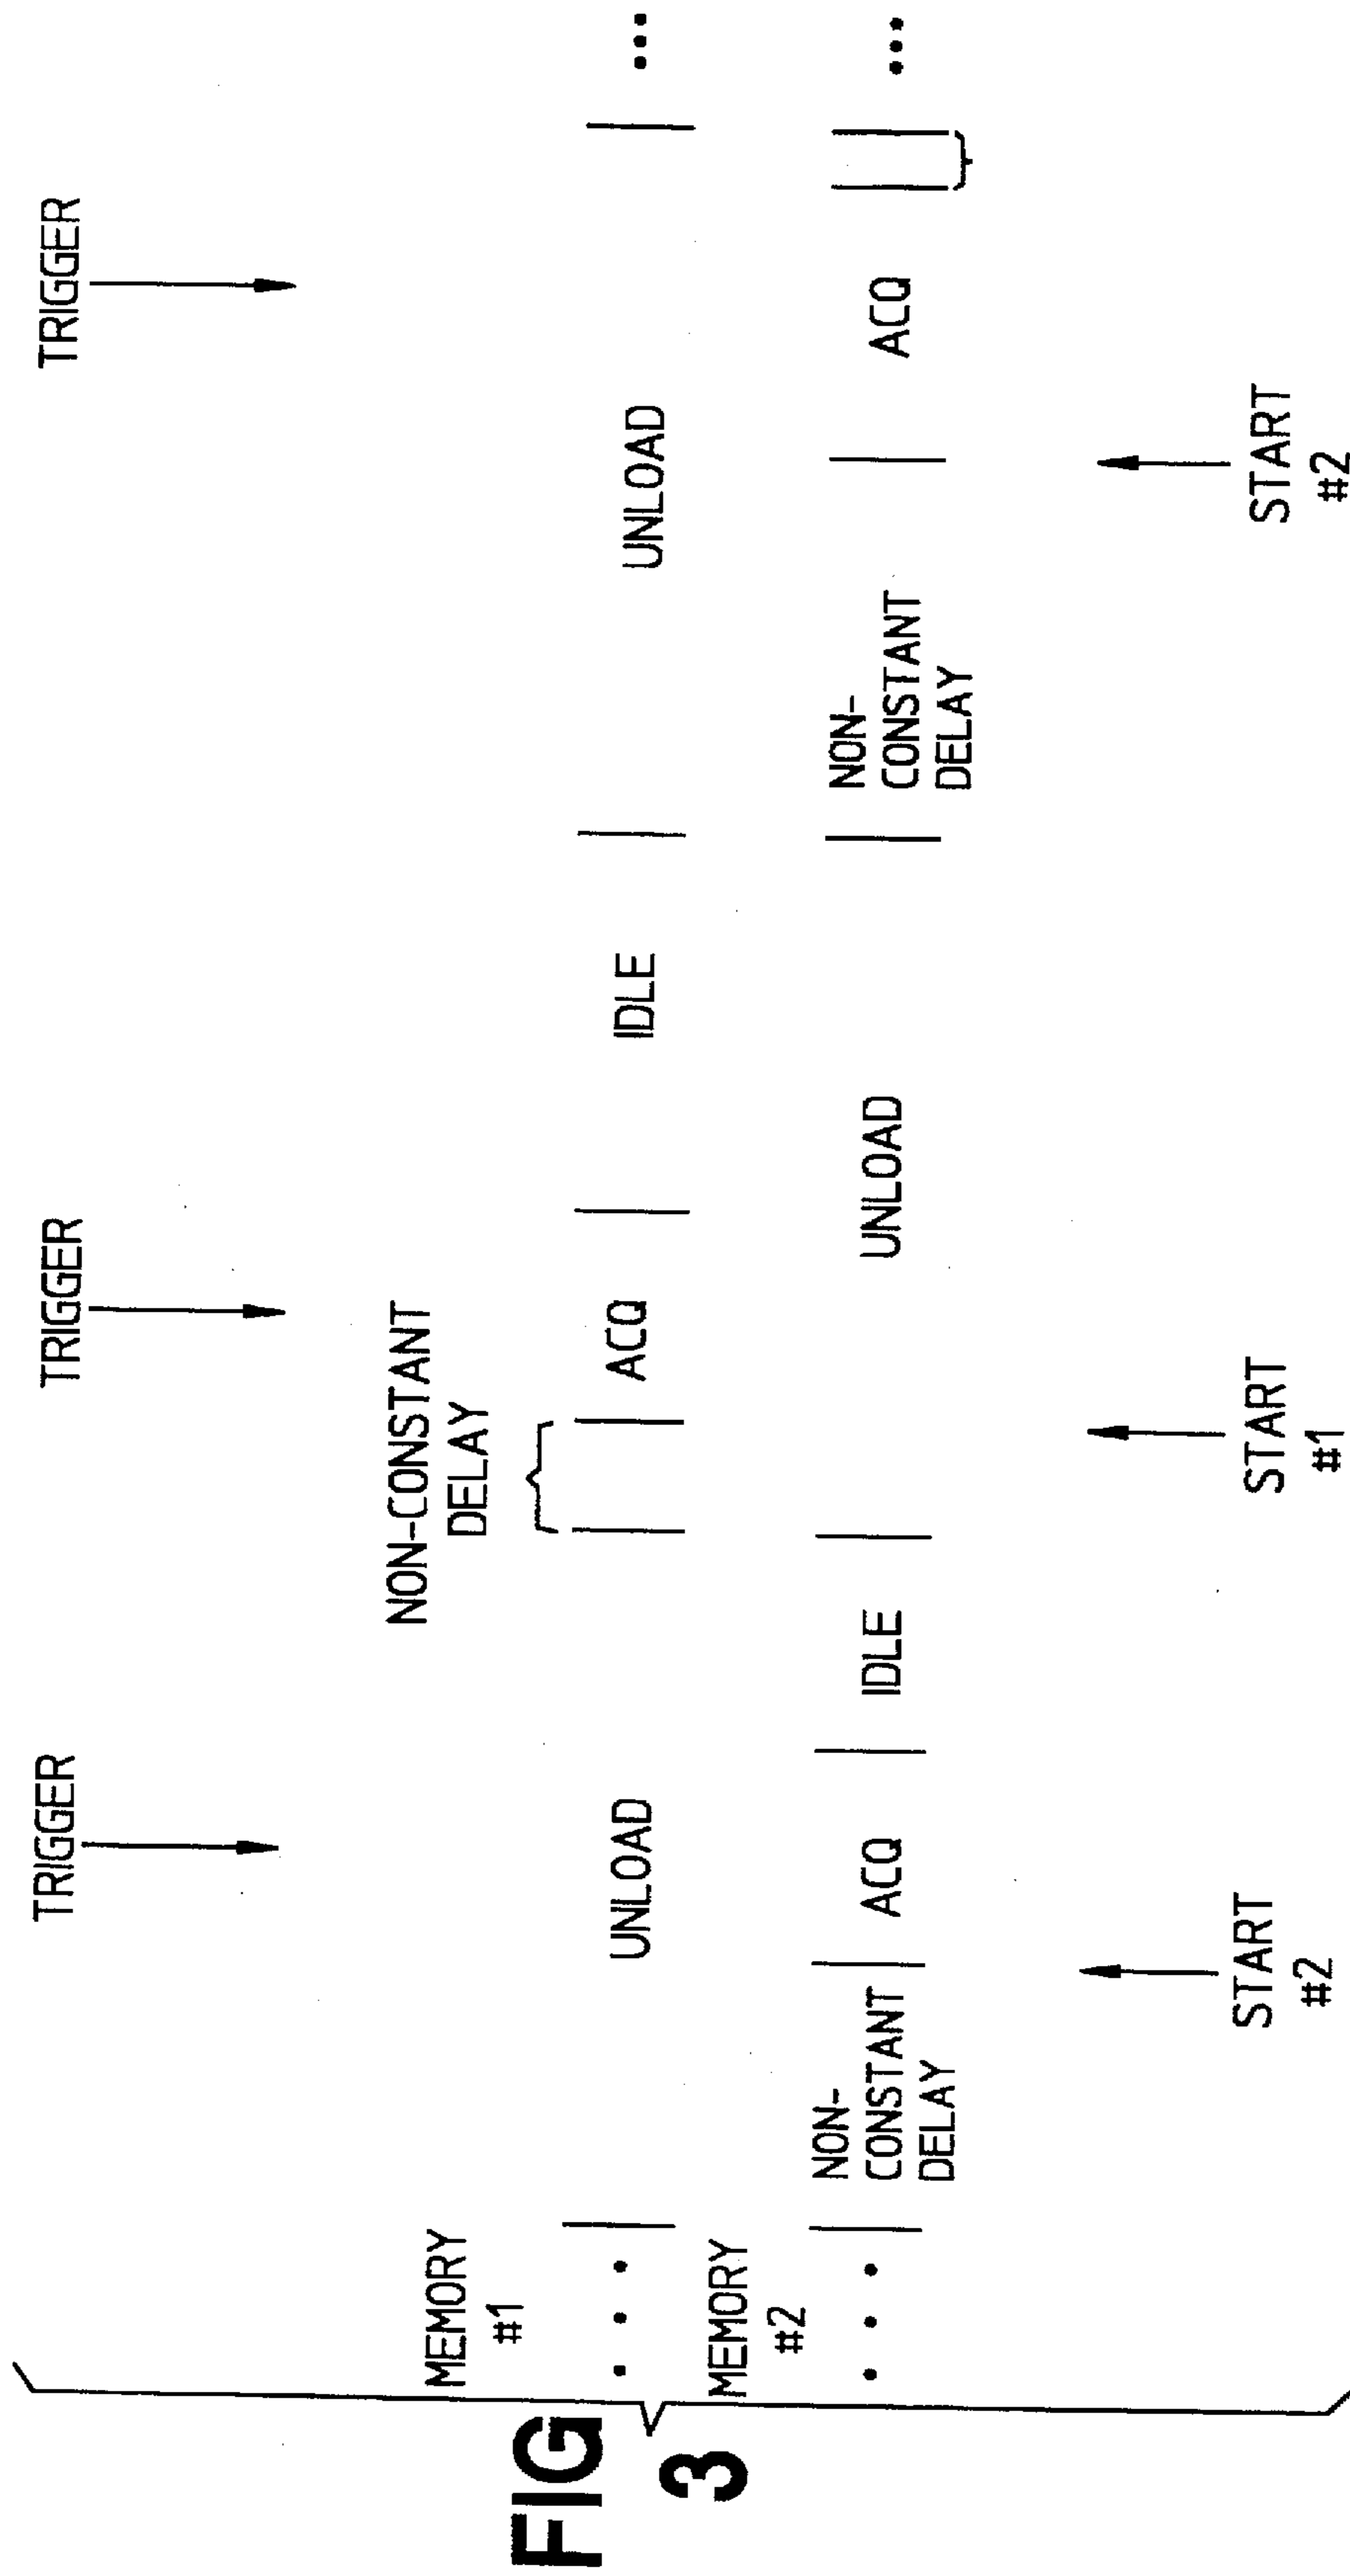 TRIGGER
TRIGGER
TRIGGER
NON-CONSTANT
DELAY
MEMORY
#1
• • •
UNLOAD
ACQ
IDLE
UNLOAD
• • •
FIG
3
MEMORY
#2
• • •
NON-
CONSTANT
DELAY
ACQ
IDLE
UNLOAD
NON-
CONSTANT
DELAY
ACQ
• • •
START
#2
START
#1
START
#2